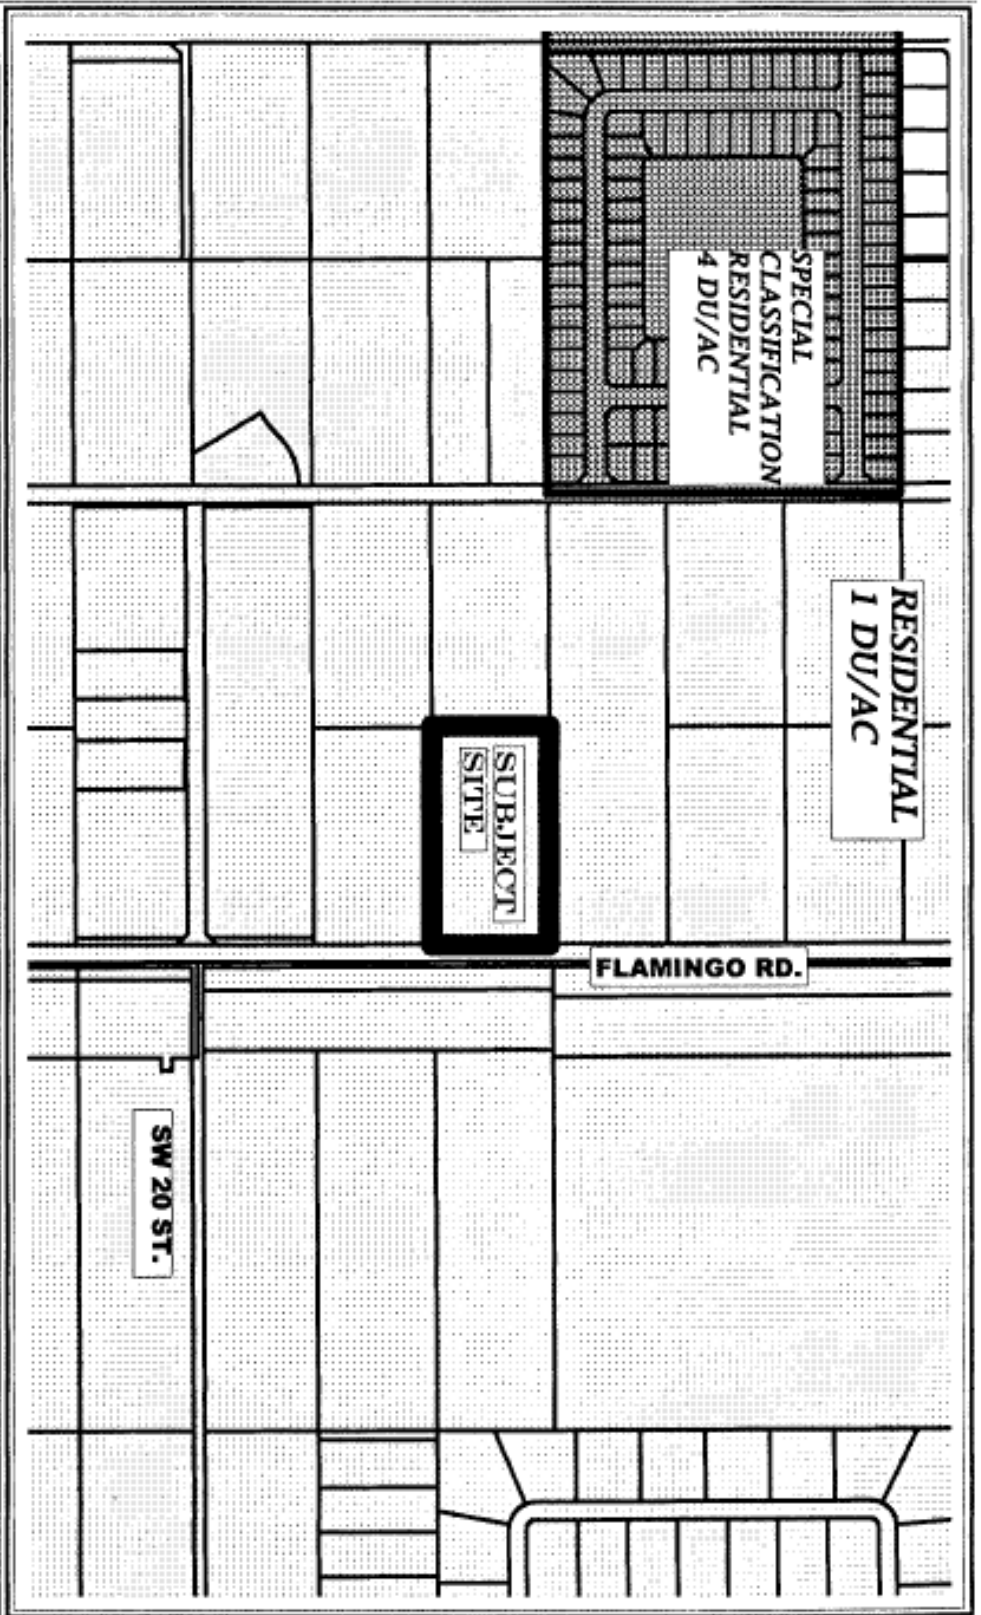 SPECIAL
CLASSIFICATION
RESIDENTIAL
4 DU/AC
RESIDENTIAL
1 DU/AC
SUBJECT
SITE
FLAMINGO RD.
SW 20 ST.